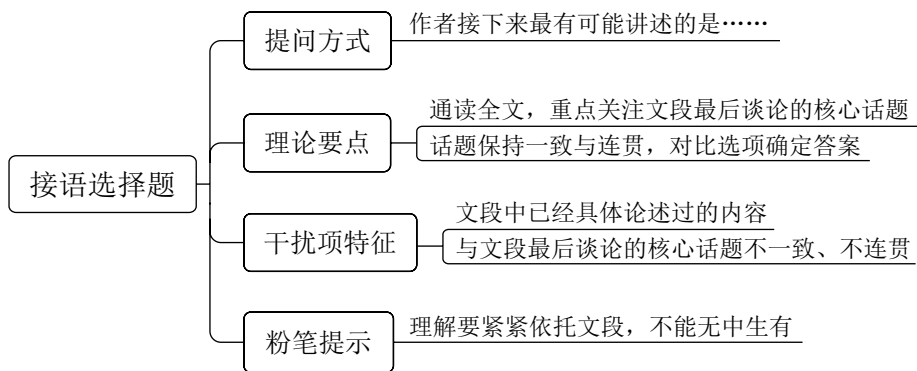 接语选择题
提问方式
作者接下来最有可能讲述的是……
理论要点
通读全文，重点关注文段最后谈论的核心话题
话题保持一致与连贯，对比选项确定答案
干扰项特征
文段中已经具体论述过的内容
与文段最后谈论的核心话题不一致、不连贯
粉笔提示
理解要紧紧依托文段，不能无中生有